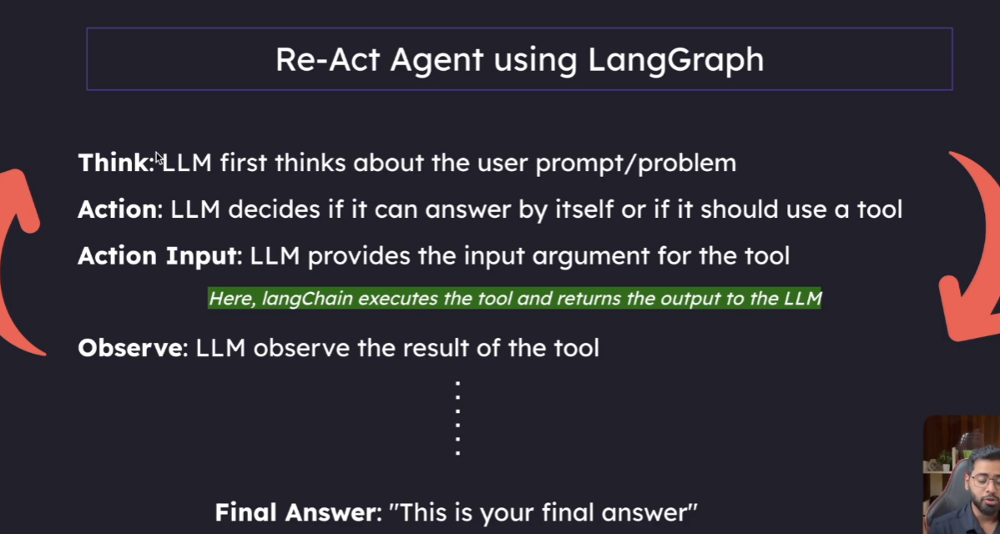 Re-Act Agent using LangGraph
Think: LLM first thinks about the user prompt/problem
Action: LLM decides if it can answer by itself or if it should use a tool
Action Input: LLM provides the input argument for the tool
Here, langChain executes the tool and returns the output to the LLM
Observe: LLM observe the result of the tool
Final Answer: "This is your final answer"